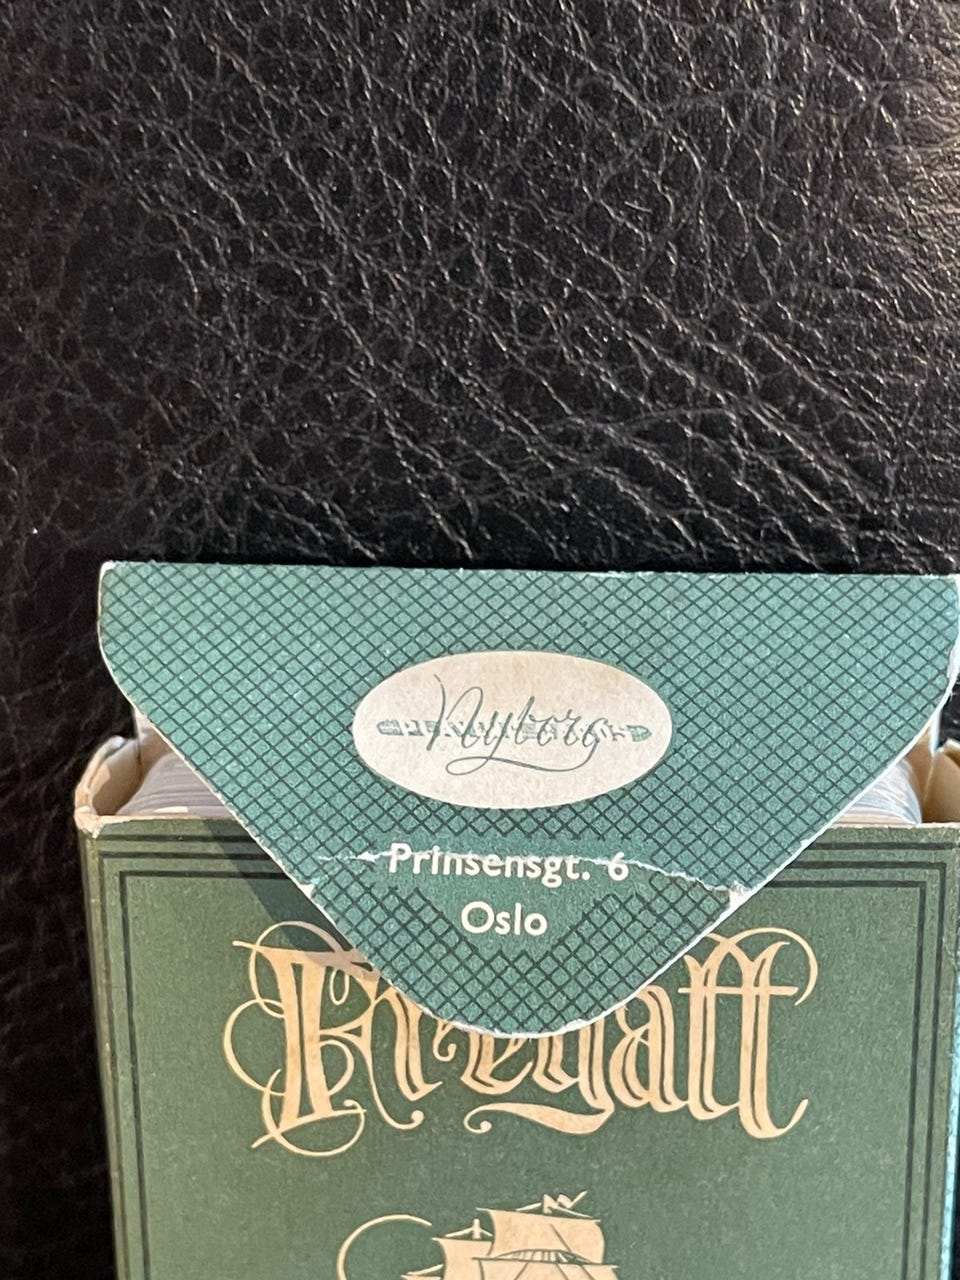 Nyborg
Prinsensgt. 6
Oslo
Fregatt